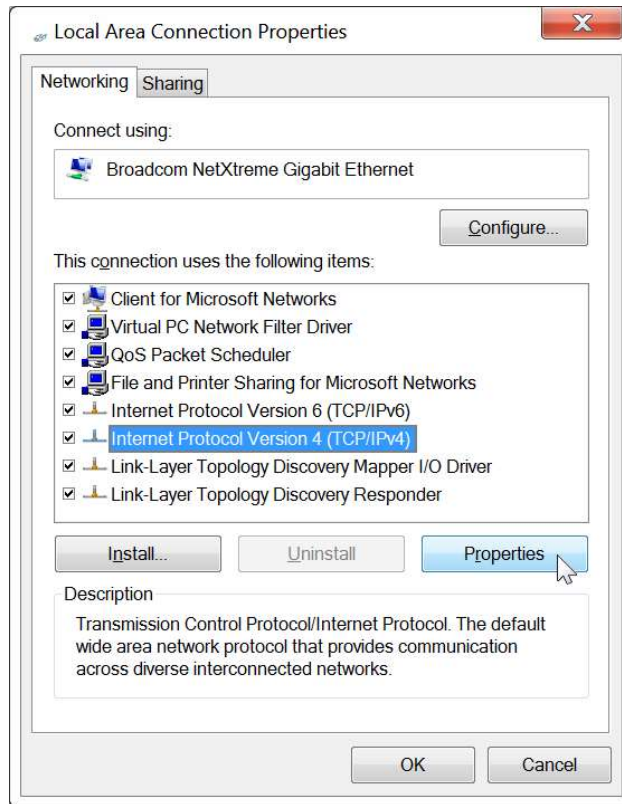 Local Area Connection Properties
Networking
Sharing
Connect using:
Broadcom NetXtreme Gigabit Ethernet
Configure...
This connection uses the following items:
Client for Microsoft Networks
Virtual PC Network Filter Driver
QoS Packet Scheduler
File and Printer Sharing for Microsoft Networks
Internet Protocol Version 6 (TCP/IPv6)
Internet Protocol Version 4 (TCP/IPv4)
Link-Layer Topology Discovery Mapper I/O Driver
Link-Layer Topology Discovery Responder
Install...
Uninstall
Properties
Description
Transmission Control Protocol/Internet Protocol. The default
wide area network protocol that provides communication
across diverse interconnected networks.
OK
Cancel